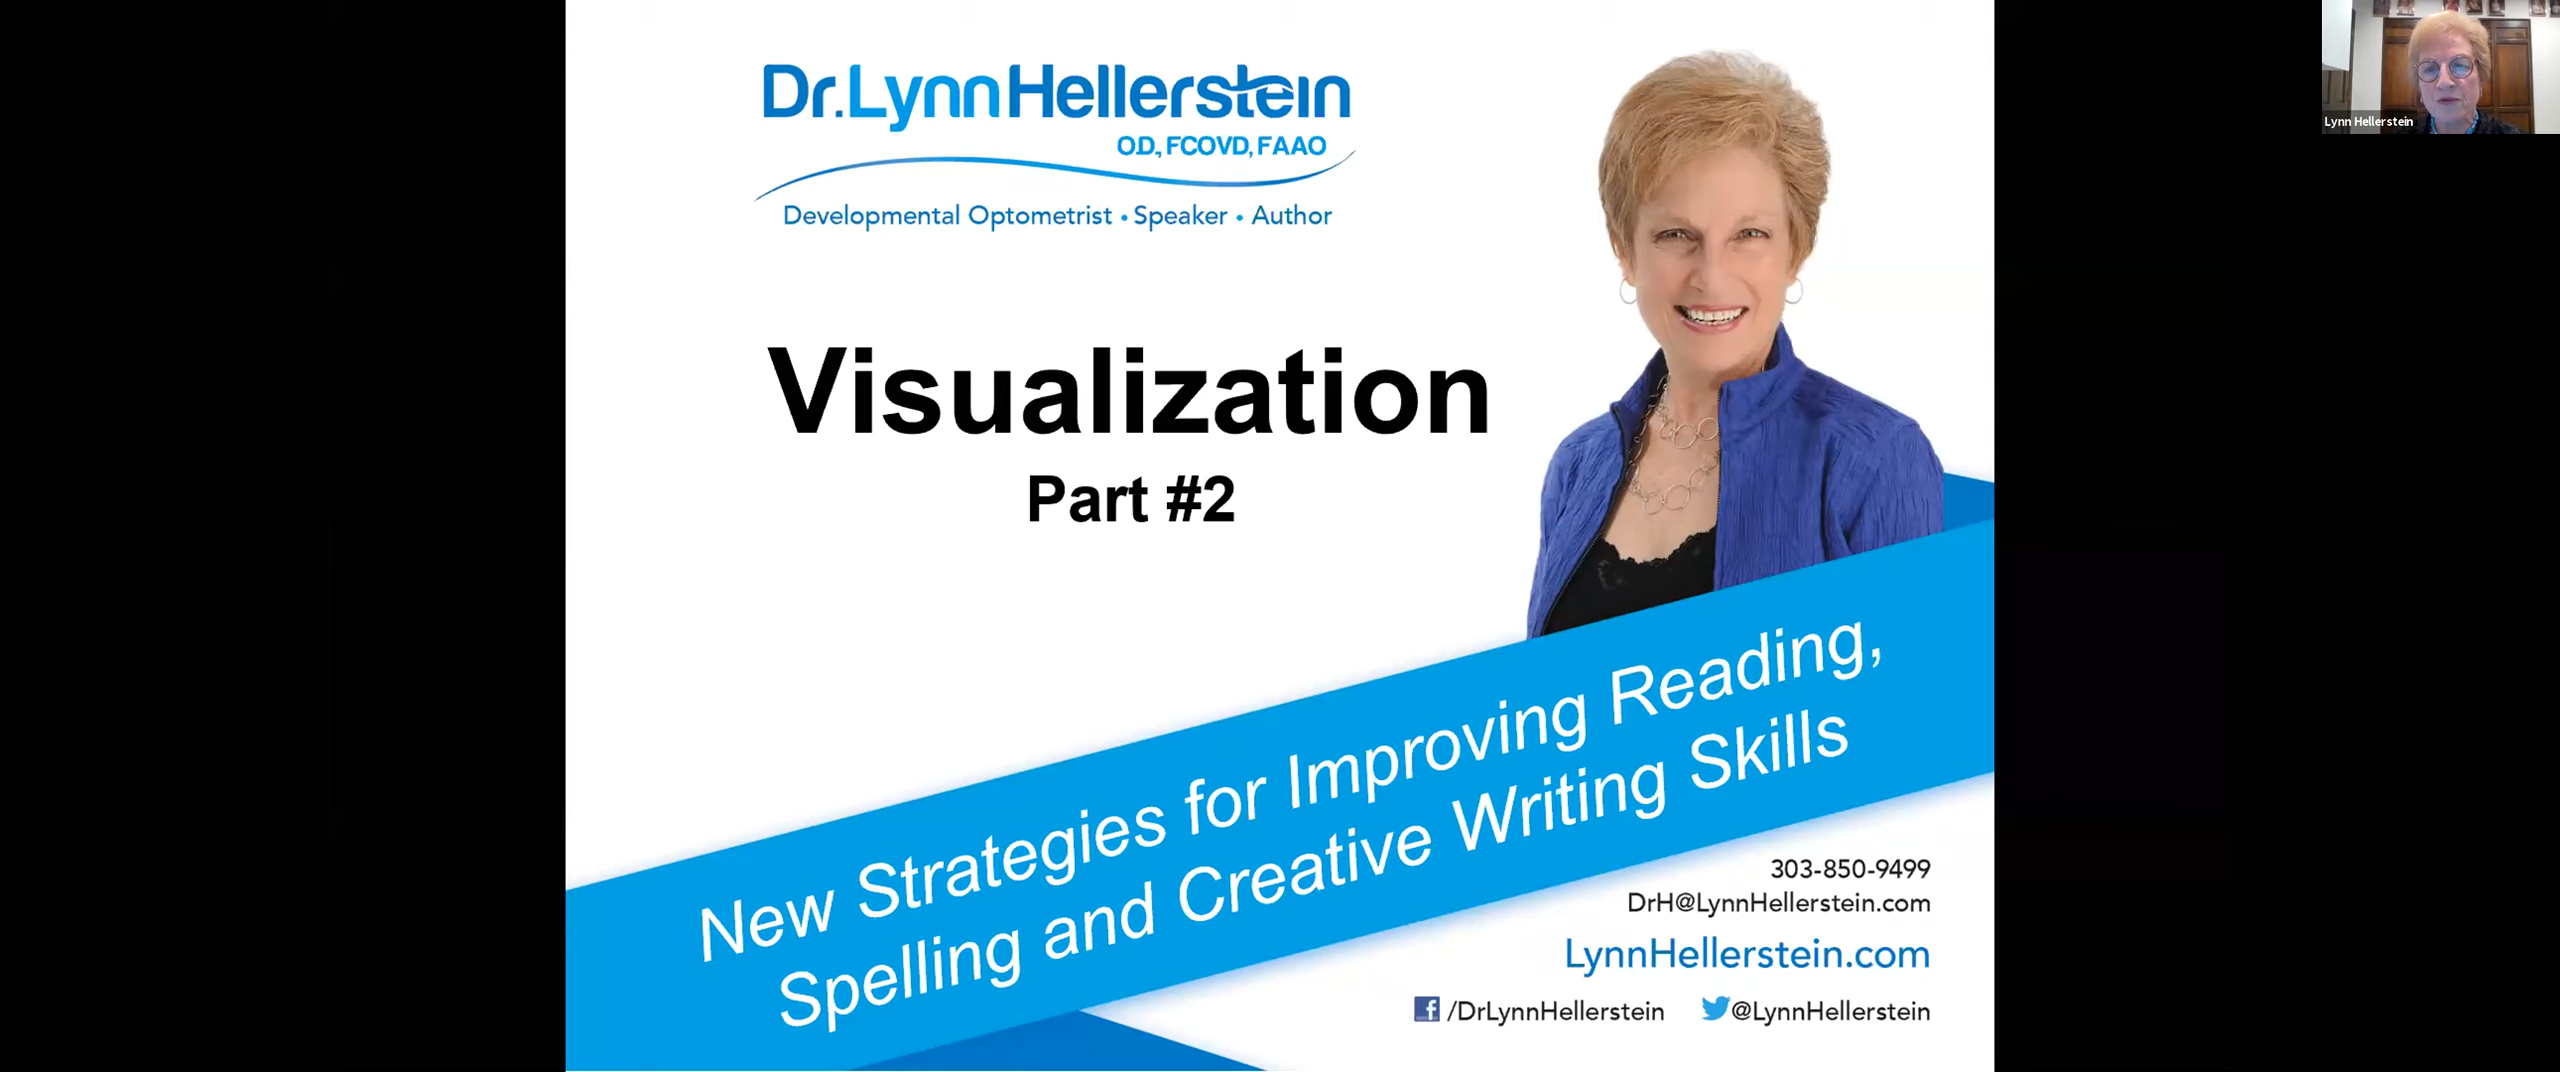 Dr.LynnHellerstein
OD, FCOVD, FAAO
Developmental Optometrist • Speaker • Author
Visualization
Part #2
New Strategies for Improving Reading,
Spelling and Creative Writing Skills
303-850-9499
DrH@LynnHellerstein.com
LynnHellerstein.com
/DrLynnHellerstein
@LynnHellerstein
Lynn Hellerstein